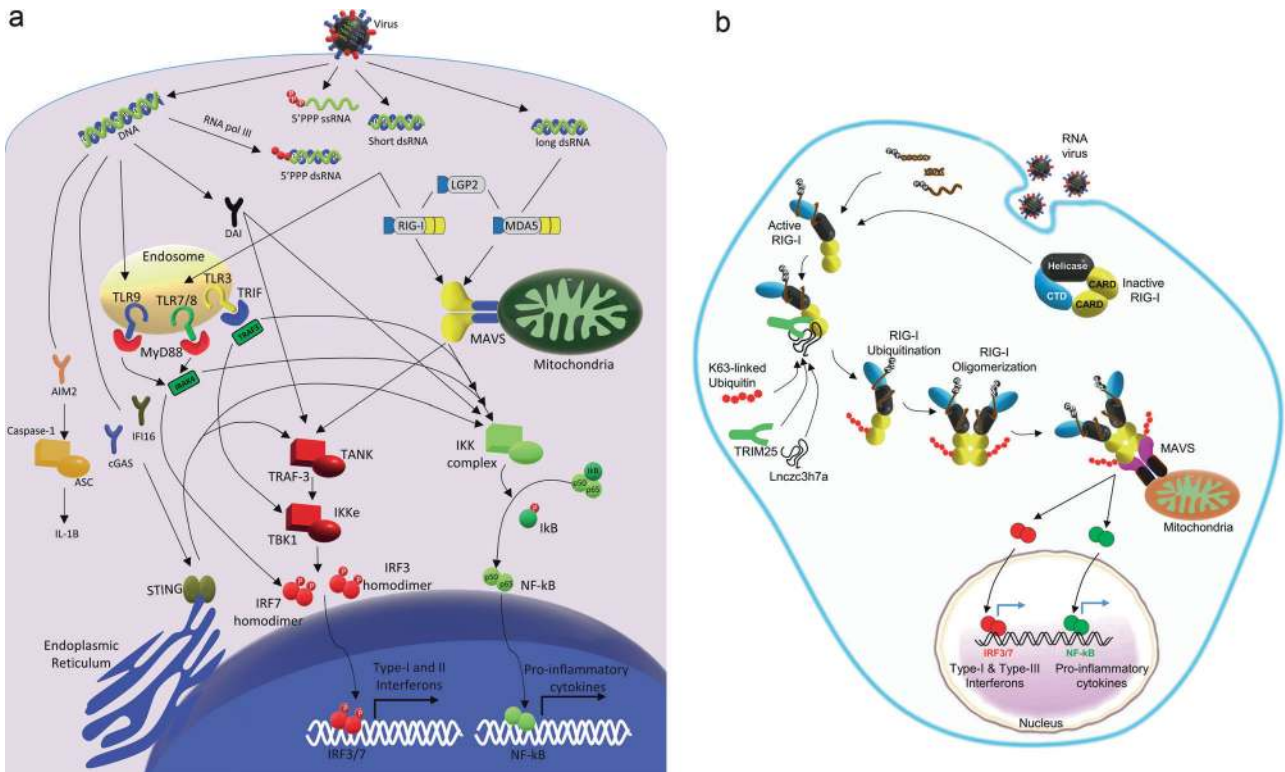 a
Virus
DNA
RNA pol III
5'PPP ssRNA
Short dsRNA
long dsRNA
5'PPP dsRNA
LGP2
RIG-I
MDA5
DAI
Endosome
TLR3
TLR9
TLR7/8
TRIF
TRAF3
MyD88
IRAK4
MAVS
Mitochondria
AIM2
IFI16
Caspase-1
cGAS
ASC
IL-1B
TANK
TRAF-3
IKK
complex
IkB
p50
p65
IKKe
TBK1
P
IkB
STING
IRF3
homodimer
IRF7
homodimer
P
P
P
P
p50
p65
NF-kB
Endoplasmic
Reticulum
Type-I and II
Interferons
Pro-inflammatory
cytokines
P
P
IRF3/7
NF-kB
b
RNA
virus
Active
RIG-I
Helicase
CTD
CARD
CARD
Inactive
RIG-I
K63-linked
Ubiquitin
RIG-I
Ubiquitination
RIG-I
Oligomerization
TRIM25
Lnczc3h7a
MAVS
Mitochondria
IRF3/7
NF-kB
Type-I & Type-III
Interferons
Pro-inflammatory
cytokines
Nucleus